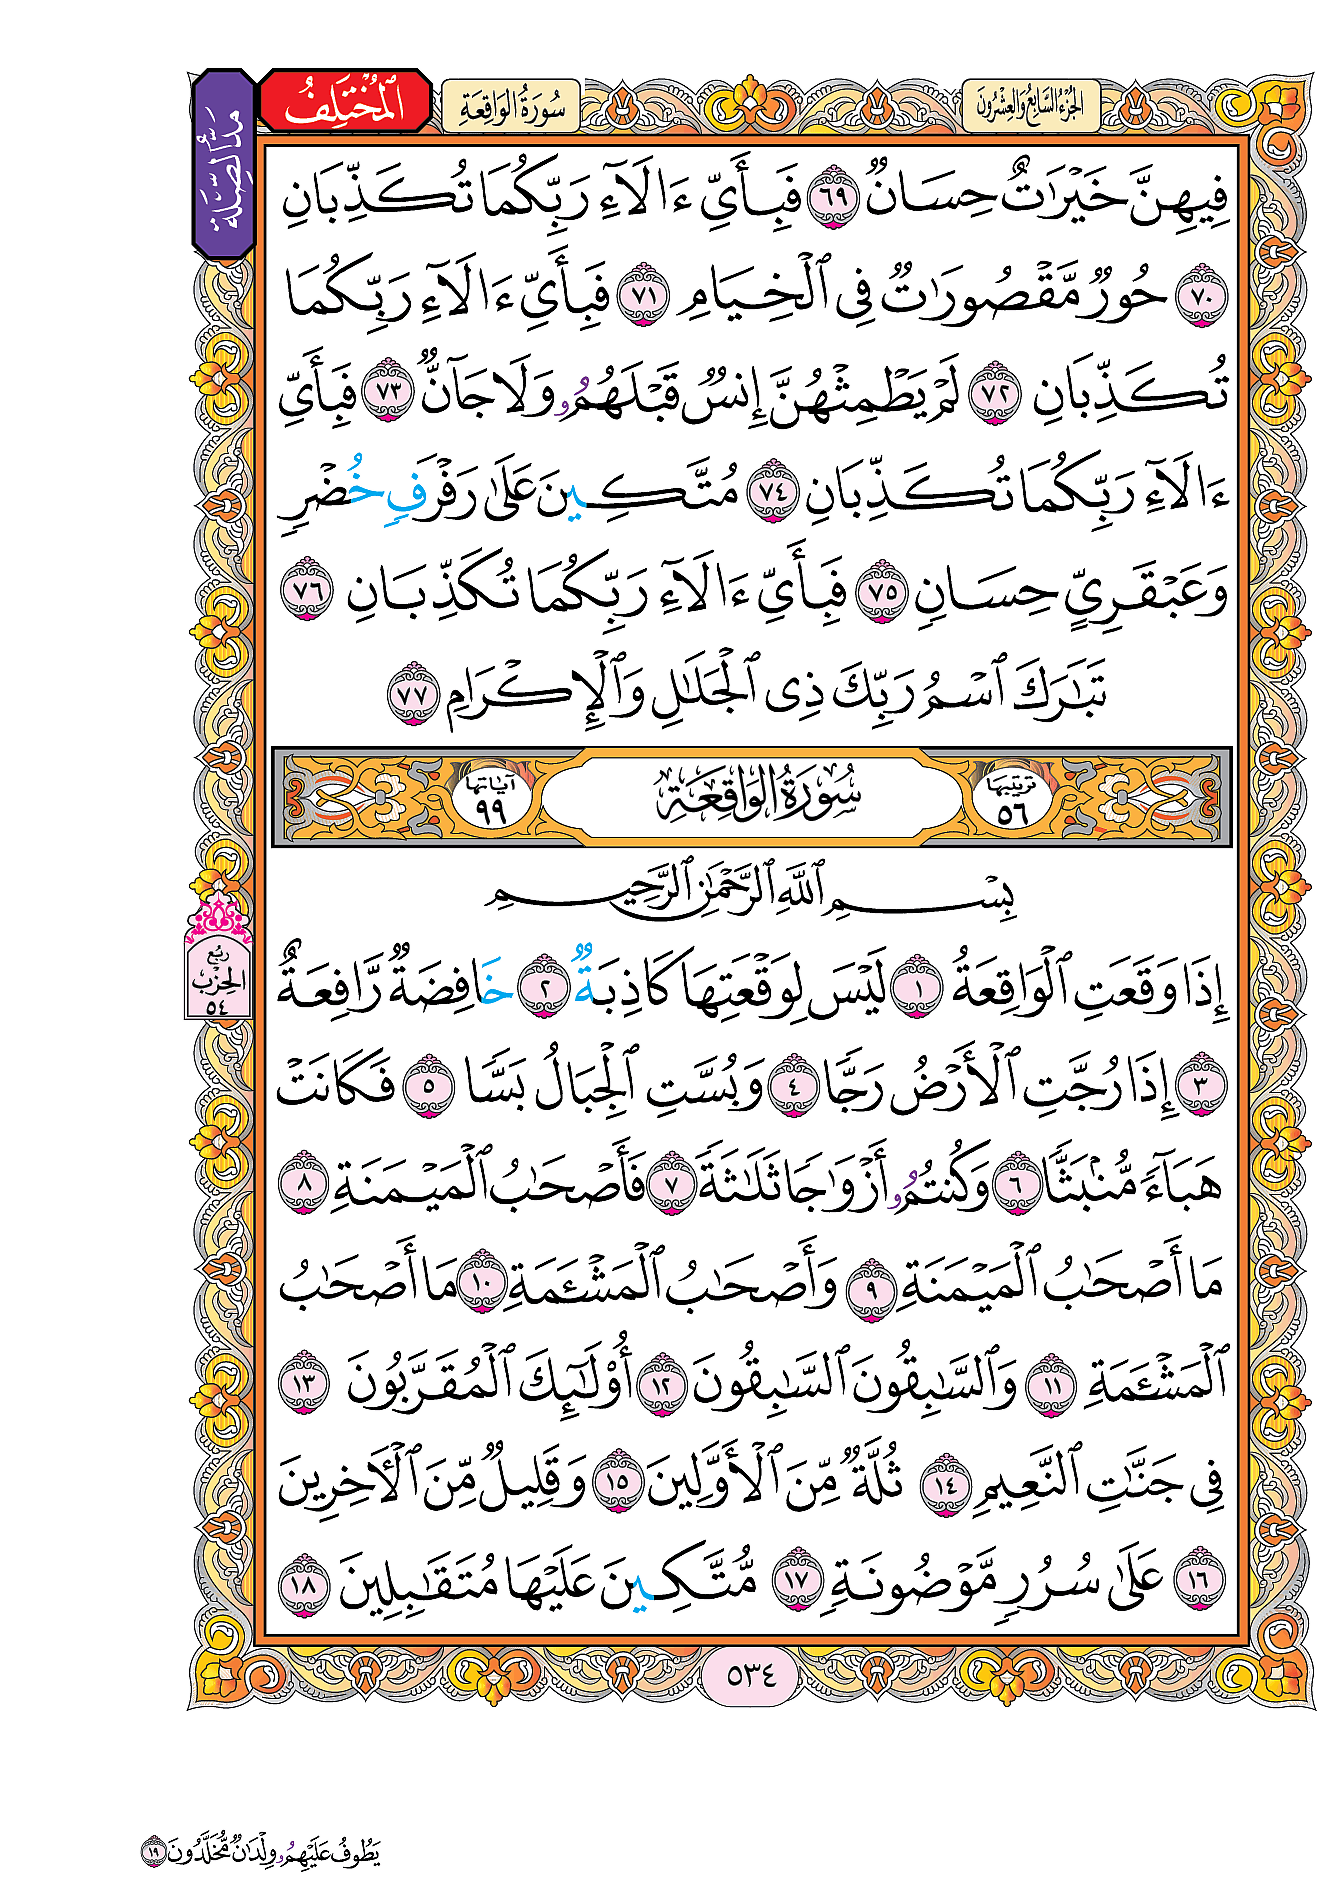 المُخْتَلِفُ
سُورَةُ الوَاقِعَةِ
الجُزْءُ السَّابِعُ وَالعِشْرُونَ
مَدُّ الصِّلَة
فِيهِنَّ خَيْرَٰتٌ حِسَانٌ ٦٩ فَبِأَيِّ ءَالَآءِ رَبِّكُمَا تُكَذِّبَانِ
٧٠ حُورٌ مَّقْصُورَٰتٌ فِي ٱلْخِيَامِ ٧١ فَبِأَيِّ ءَالَآءِ رَبِّكُمَا
تُكَذِّبَانِ ٧٢ لَمْ يَطْمِثْهُنَّ إِنسٌ قَبْلَهُمُۥ وَلَا جَآنٌّ ٧٣ فَبِأَيِّ
ءَالَآءِ رَبِّكُمَا تُكَذِّبَانِ ٧٤ مُتَّكِينَ عَلَىٰ رَفْرَفٍ خُضْرٍ
وَعَبْقَرِيٍّ حِسَانٍ ٧٥ فَبِأَيِّ ءَالَآءِ رَبِّكُمَا تُكَذِّبَانِ ٧٦
تَبَٰرَكَ ٱسْمُ رَبِّكَ ذِي ٱلْجَلَٰلِ وَٱلْإِكْرَامِ ٧٧
ترتيبها ٥٦ سُورَةُ الوَاقِعَةِ آياتها ٩٩
بِسْمِ ٱللَّهِ ٱلرَّحْمَٰنِ ٱلرَّحِيمِ
إِذَا وَقَعَتِ ٱلْوَاقِعَةُ ١ لَيْسَ لِوَقْعَتِهَا كَاذِبَةٌ ٢ خَافِضَةٌ رَّافِعَةٌ
٣ إِذَا رُجَّتِ ٱلْأَرْضُ رَجًّا ٤ وَبُسَّتِ ٱلْجِبَالُ بَسًّا ٥ فَكَانَتْ
هَبَآءً مُّنۢبَثًّا ٦ وَكُنتُمُۥ أَزْوَٰجًا ثَلَٰثَةً ٧ فَأَصْحَٰبُ ٱلْمَيْمَنَةِ ٨
مَا أَصْحَٰبُ ٱلْمَيْمَنَةِ ٩ وَأَصْحَٰبُ ٱلْمَشْـَٔمَةِ ١٠ مَا أَصْحَٰبُ
ٱلْمَشْـَٔمَةِ ١١ وَٱلسَّٰبِقُونَ ٱلسَّٰبِقُونَ ١٢ أُوْلَٰٓئِكَ ٱلْمُقَرَّبُونَ ١٣
فِي جَنَّٰتِ ٱلنَّعِيمِ ١٤ ثُلَّةٌ مِّنَ ٱلْأَوَّلِينَ ١٥ وَقَلِيلٌ مِّنَ ٱلْأٓخِرِينَ
١٦ عَلَىٰ سُرُرٍ مَّوْضُونَةٍ ١٧ مُّتَّكِينَ عَلَيْهَا مُتَقَٰبِلِينَ ١٨
ربع
الحِزْب
٥٤
٥٣٤
يَطُوفُ عَلَيْهِمُۥ وِلْدَٰنٌ مُّخَلَّدُونَ ١٩